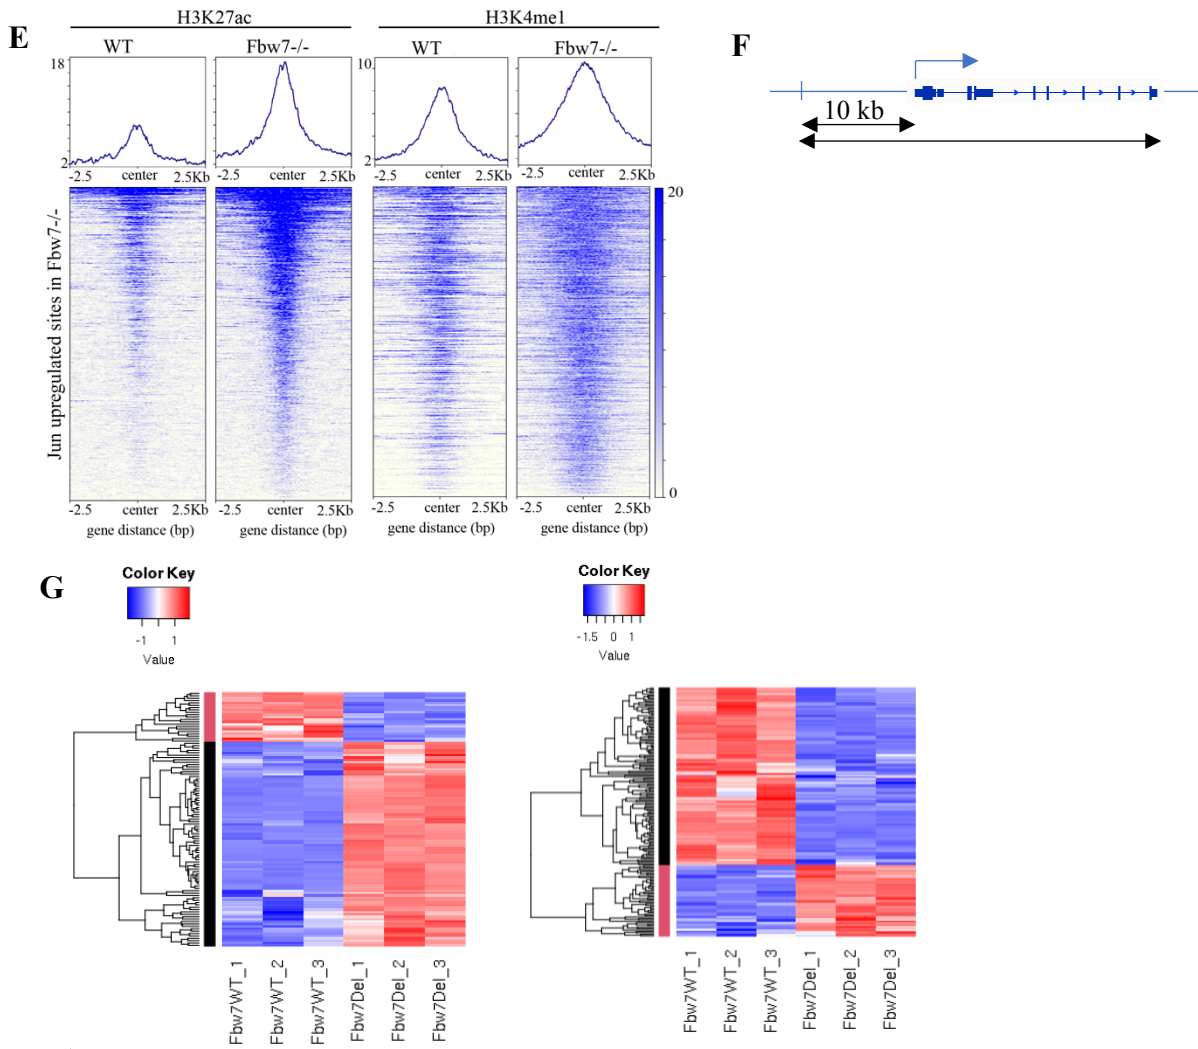 E
H3K27ac
H3K4me1
WT
Fbw7-/-
WT
Fbw7-/-
F
18
2
10
2
10 kb
-2.5 center 2.5Kb
-2.5 center 2.5Kb
-2.5 center 2.5Kb
-2.5 center 2.5Kb
Jun upregulated sites in Fbw7-/-
20
0
-2.5 center 2.5Kb
-2.5 center 2.5Kb
-2.5 center 2.5Kb
-2.5 center 2.5Kb
gene distance (bp)
gene distance (bp)
gene distance (bp)
gene distance (bp)
G
Color Key
-1 1
Value
Color Key
-1.5 0 1
Value
Fbw7WT_1
Fbw7WT_2
Fbw7WT_3
Fbw7Del_1
Fbw7Del_2
Fbw7Del_3
Fbw7WT_1
Fbw7WT_2
Fbw7WT_3
Fbw7Del_1
Fbw7Del_2
Fbw7Del_3